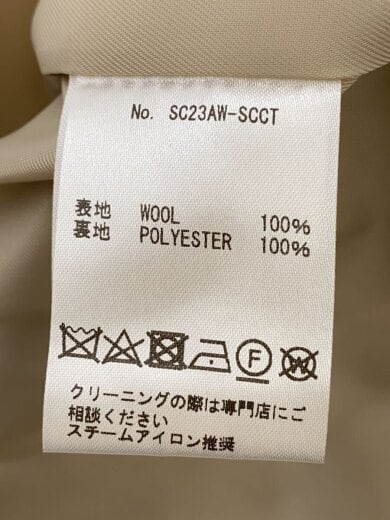 No. SC23AW-SCCT
表地 WOOL 100%
裏地 POLYESTER 100%
F W
クリーニングの際は専門店にご
相談ください
スチームアイロン推奨